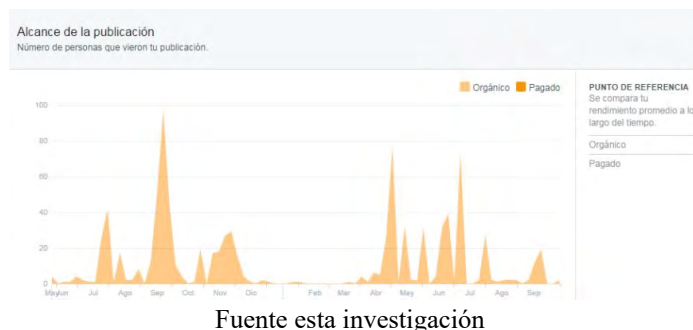 Alcance de la publicación
Número de personas que vieron tu publicación.
Orgánico Pagado
PUNTO DE REFERENCIA
Se compara tu
rendimiento promedio a lo
largo del tiempo.
Orgánico
Pagado
100
80
60
40
20
0
Jul Ago Sep Oct Nov Dic Feb Mar Abr May Jun Jul Ago Sep
Fuente esta investigación